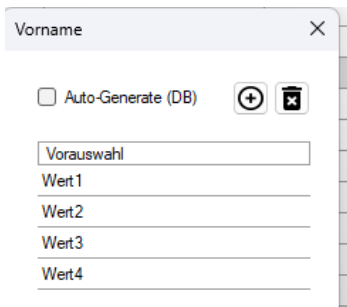 Vorname
Auto-Generate (DB)
Vorauswahl
Wert1
Wert2
Wert3
Wert4